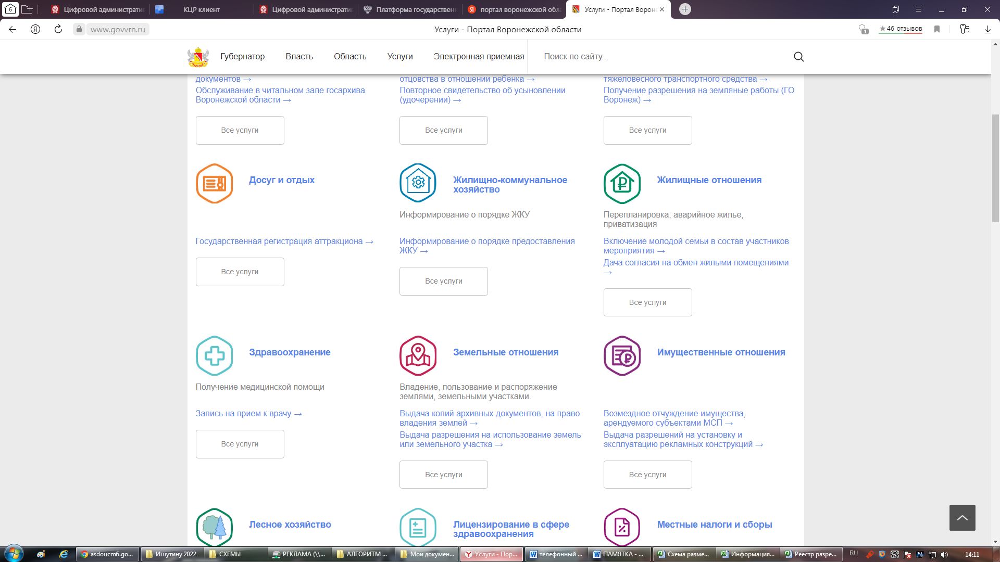 6
Цифровой административ
КЦР клиент
Цифровой административ
Платформа государствен
портал воронежской обл
Услуги - Портал Ворон
www.govvrn.ru
Услуги - Портал Воронежской области
1
★46 отзывов
Губернатор
Власть
Область
Услуги
Электронная приемная
Поиск по сайту...
документов →
Обслуживание в читальном зале госархива
Воронежской области →
Все услуги
отцовства в отношении ребенка →
Повторное свидетельство об усыновлении
(удочерении) →
Все услуги
тяжеловесного транспортного средства →
Получение разрешения на земляные работы (ГО
Воронеж) →
Все услуги
Досуг и отдых
Государственная регистрация аттракциона →
Все услуги
Жилищно-коммунальное
хозяйство
Информирование о порядке ЖКУ
Информирование о порядке предоставления
ЖКУ →
Все услуги
Жилищные отношения
Перепланировка, аварийное жилье,
приватизация
Включение молодой семьи в состав участников
мероприятия →
Дача согласия на обмен жилыми помещениями
→
Все услуги
Здравоохранение
Получение медицинской помощи
Запись на прием к врачу →
Все услуги
Земельные отношения
Владение, пользование и распоряжение
землями, земельными участками.
Выдача копий архивных документов, на право
владения землей →
Выдача разрешения на использование земель
или земельного участка →
Все услуги
Имущественные отношения
Возмездное отчуждение имущества,
арендуемого субъектами МСП →
Выдача разрешений на установку и
эксплуатацию рекламных конструкций →
Все услуги
Лесное хозяйство
Лицензирование в сфере
здравоохранения
Местные налоги и сборы
asdoucmб.go...
Ишутину 2022
СХЕМЫ
РЕКЛАМА (\\...
АЛГОРИТМ ...
Мои докумен...
Услуги - Пор...
телефонный ...
ПАМЯТКА - ...
Схема разме...
Информация...
Реестр разре...
RU
14:11